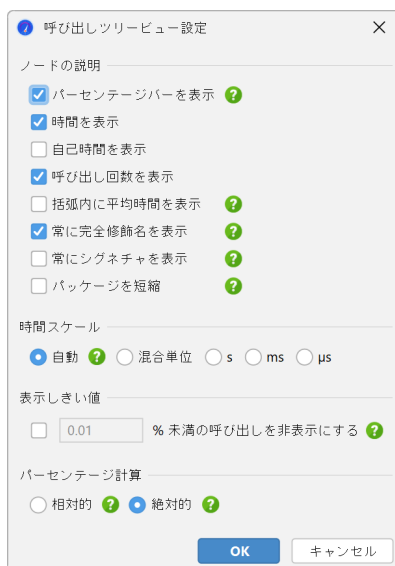 呼び出しツリービュー設定
ノードの説明
パーセンテージバーを表示 ?
時間を表示
自己時間を表示
呼び出し回数を表示
括弧内に平均時間を表示 ?
常に完全修飾名を表示 ?
常にシグネチャを表示 ?
パッケージを短縮 ?
時間スケール
自動 ? 混合単位 s ms µs
表示しきい値
0.01 % 未満の呼び出しを非表示にする ?
パーセンテージ計算
相対的 ? 絶対的 ?
OK キャンセル